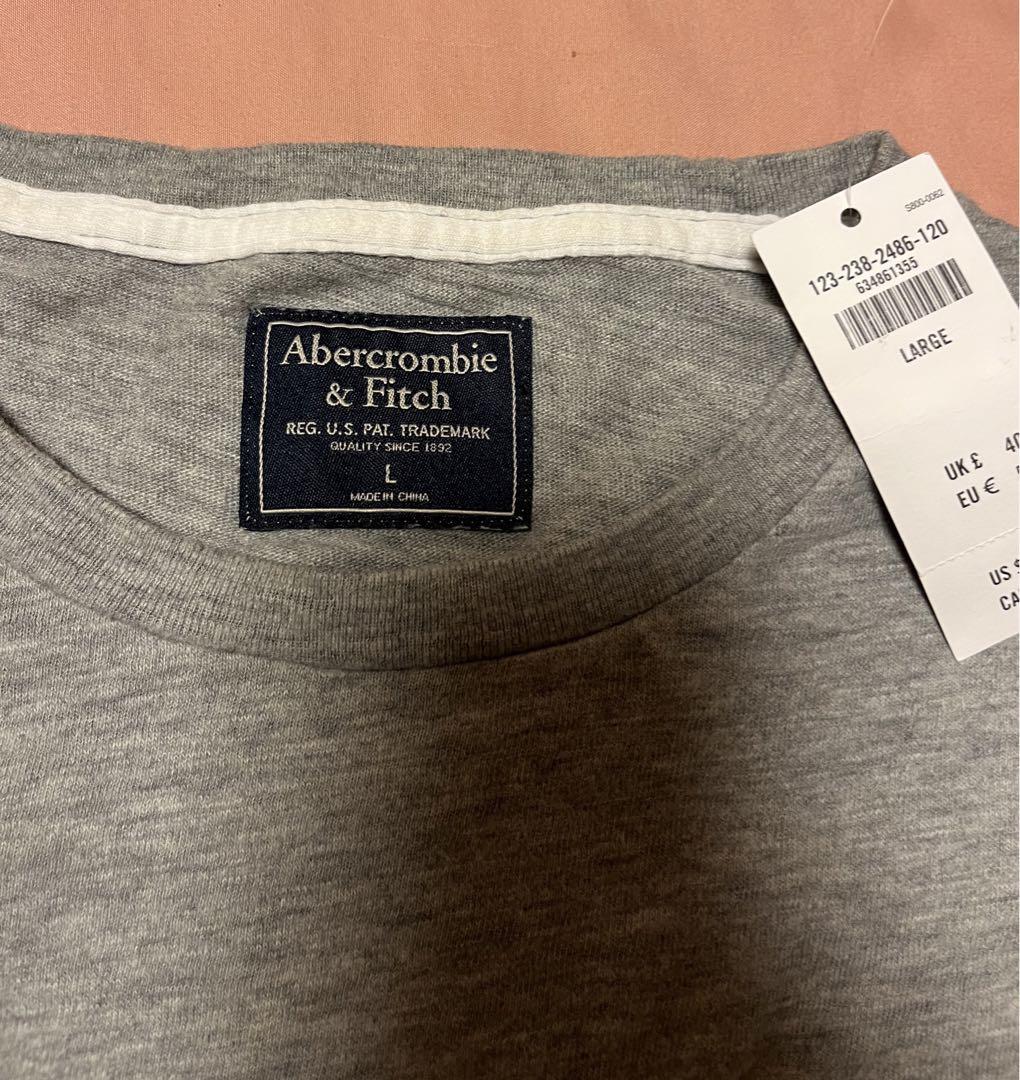 Abercrombie
& Fitch
REG. U.S. PAT. TRADEMARK
QUALITY SINCE 1892
L
MADE IN CHINA
S800-0062
123-238-2486-120
634861355
LARGE
UK £ 40
EU €
US $
CA